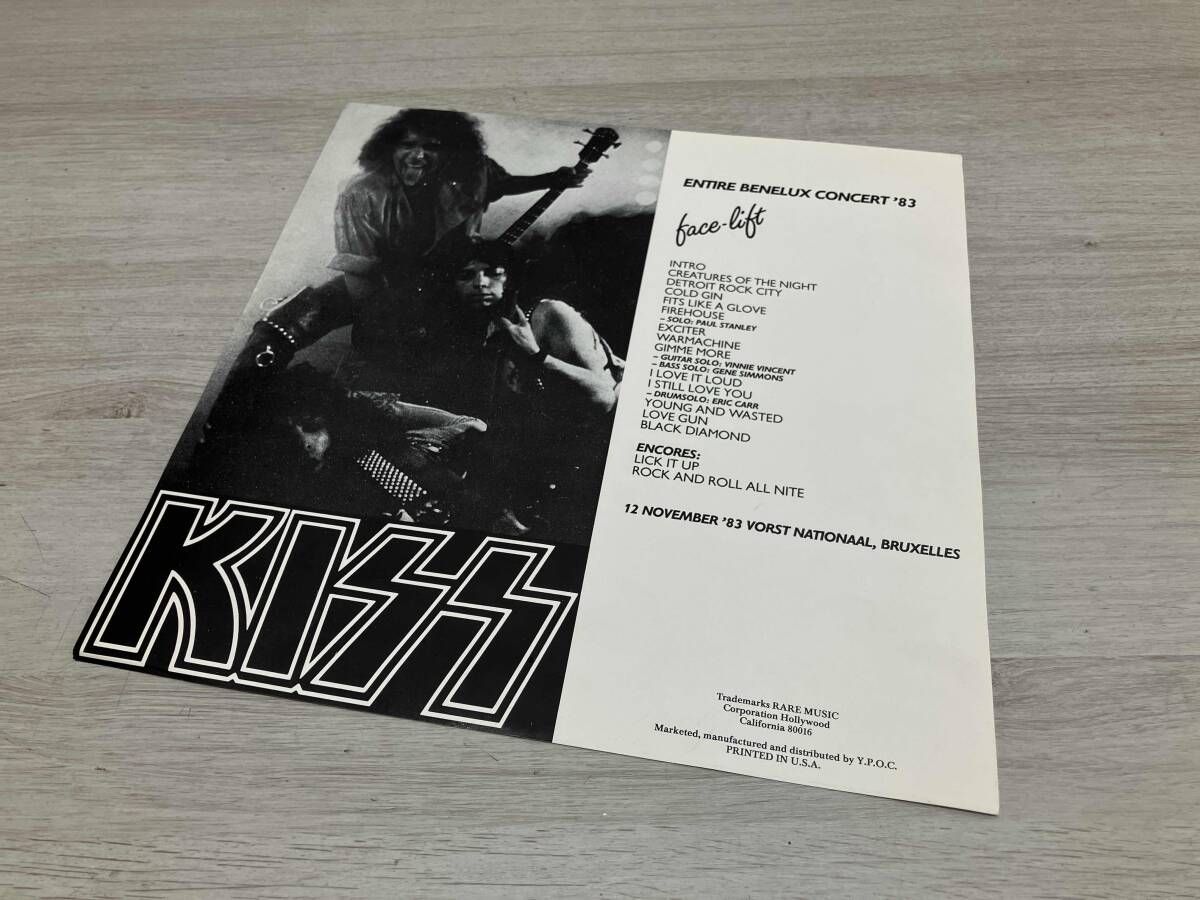 KISS
ENTIRE BENELUX CONCERT '83
face-lift
INTRO
CREATURES OF THE NIGHT
DETROIT ROCK CITY
COLD GIN
FITS LIKE A GLOVE
FIREHOUSE
– SOLO: PAUL STANLEY
EXCITER
WARMACHINE
GIMME MORE
– GUITAR SOLO: VINNIE VINCENT
– BASS SOLO: GENE SIMMONS
I LOVE IT LOUD
I STILL LOVE YOU
– DRUMSOLO: ERIC CARR
YOUNG AND WASTED
LOVE GUN
BLACK DIAMOND
ENCORES:
LICK IT UP
ROCK AND ROLL ALL NITE
12 NOVEMBER '83 VORST NATIONAAL, BRUXELLES
Trademarks RARE MUSIC
Corporation Hollywood
California 80016
Marketed, manufactured and distributed by Y.P.O.C.
PRINTED IN U.S.A.